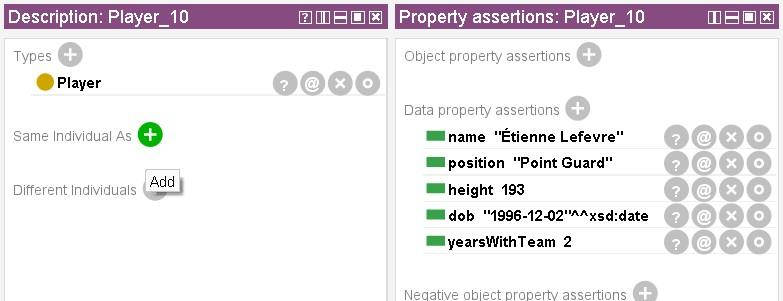 Description: Player_10
Types
Player
Same Individual As
Add
Different Individuals
Property assertions: Player_10
Object property assertions
Data property assertions
name "Étienne Lefevre"
position "Point Guard"
height 193
dob "1996-12-02"^^xsd:date
yearsWithTeam 2
Negative object property assertions